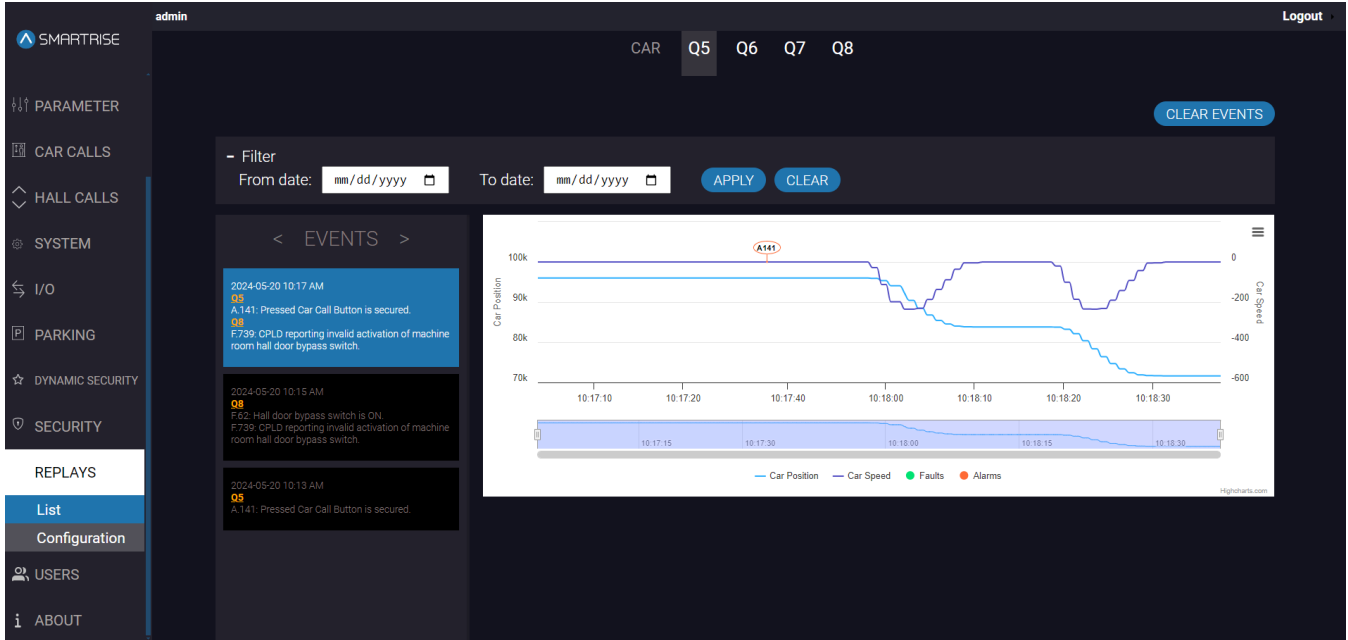 admin
Logout
SMARTRISE
CAR Q5 Q6 Q7 Q8
PARAMETER
CAR CALLS
HALL CALLS
SYSTEM
I/O
PARKING
DYNAMIC SECURITY
SECURITY
REPLAYS
List
Configuration
USERS
ABOUT
CLEAR EVENTS
− Filter
From date: mm/dd/yyyy To date: mm/dd/yyyy APPLY CLEAR
< EVENTS >
2024-05-20 10:17 AM
Q5
A.141: Pressed Car Call Button is secured.
Q8
F.739: CPLD reporting invalid activation of machine
room hall door bypass switch.
2024-05-20 10:15 AM
Q8
F.62: Hall door bypass switch is ON.
F.739: CPLD reporting invalid activation of machine
room hall door bypass switch.
2024-05-20 10:13 AM
Q5
A.141: Pressed Car Call Button is secured.
A141
Car Position
100k
90k
80k
70k
0
-200
-400
-600
Car Speed
10:17:10 10:17:20 10:17:40 10:18:00 10:18:10 10:18:20 10:18:30
10:17:15 10:17:30 10:18:00 10:18:15 10:18:30
Car Position Car Speed Faults Alarms
Highcharts.com